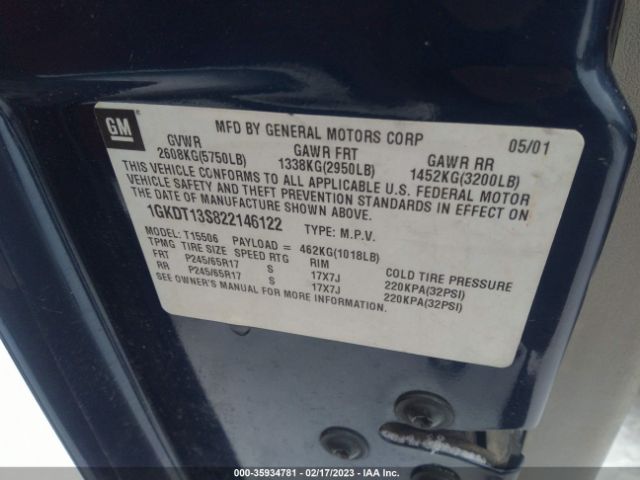 GM
MFD BY GENERAL MOTORS CORP 05/01
GVWR GAWR FRT GAWR RR
2608KG(5750LB) 1338KG(2950LB) 1452KG(3200LB)
THIS VEHICLE CONFORMS TO ALL APPLICABLE U.S. FEDERAL MOTOR
VEHICLE SAFETY AND THEFT PREVENTION STANDARDS IN EFFECT ON
THE DATE OF MANUFACTURE SHOWN ABOVE.
1GKDT13S822146122 TYPE: M.P.V.
MODEL: T15506 PAYLOAD = 462KG(1018LB)
TPMG TIRE SIZE SPEED RTG RIM COLD TIRE PRESSURE
FRT P245/65R17 S 17X7J 220KPA(32PSI)
RR P245/65R17 S 17X7J 220KPA(32PSI)
SEE OWNER'S MANUAL FOR MORE INFORMATION.
000-35934781 - 02/17/2023 - IAA Inc.